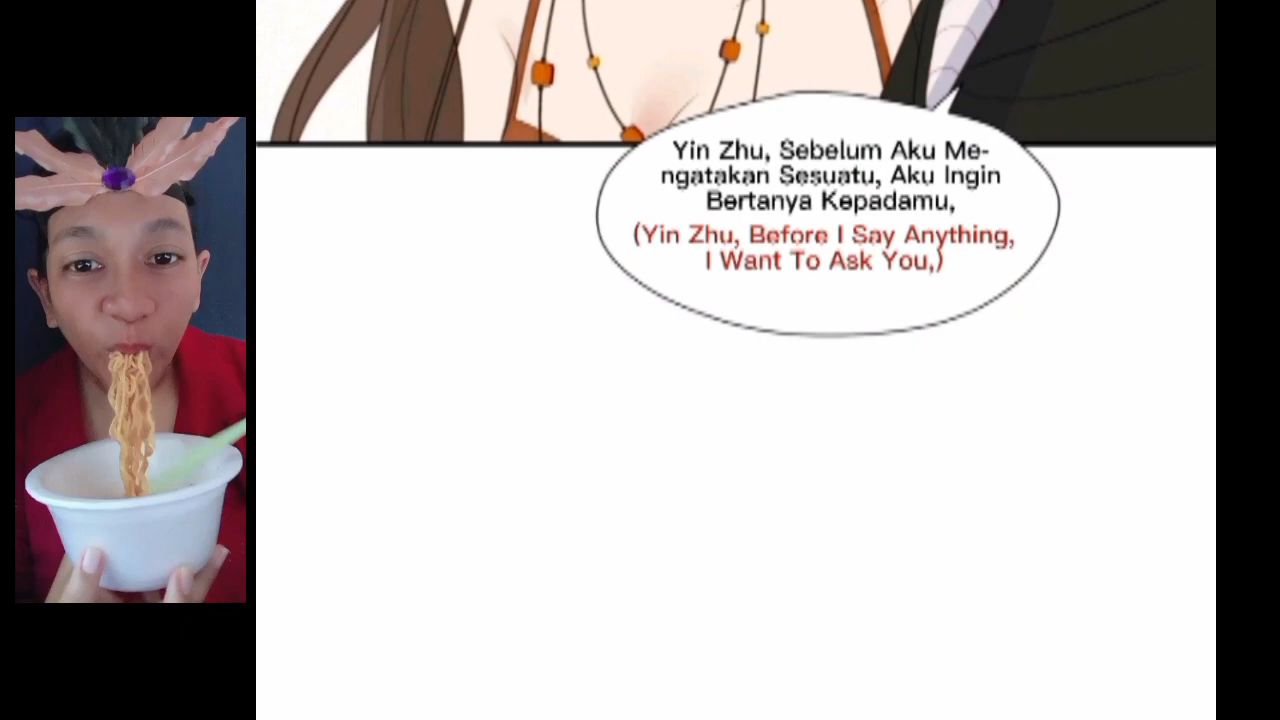 Yin Zhu, Sebelum Aku Me-
ngatakan Sesuatu, Aku Ingin
Bertanya Kepadamu,
(Yin Zhu, Before I Say Anything,
I Want To Ask You,)